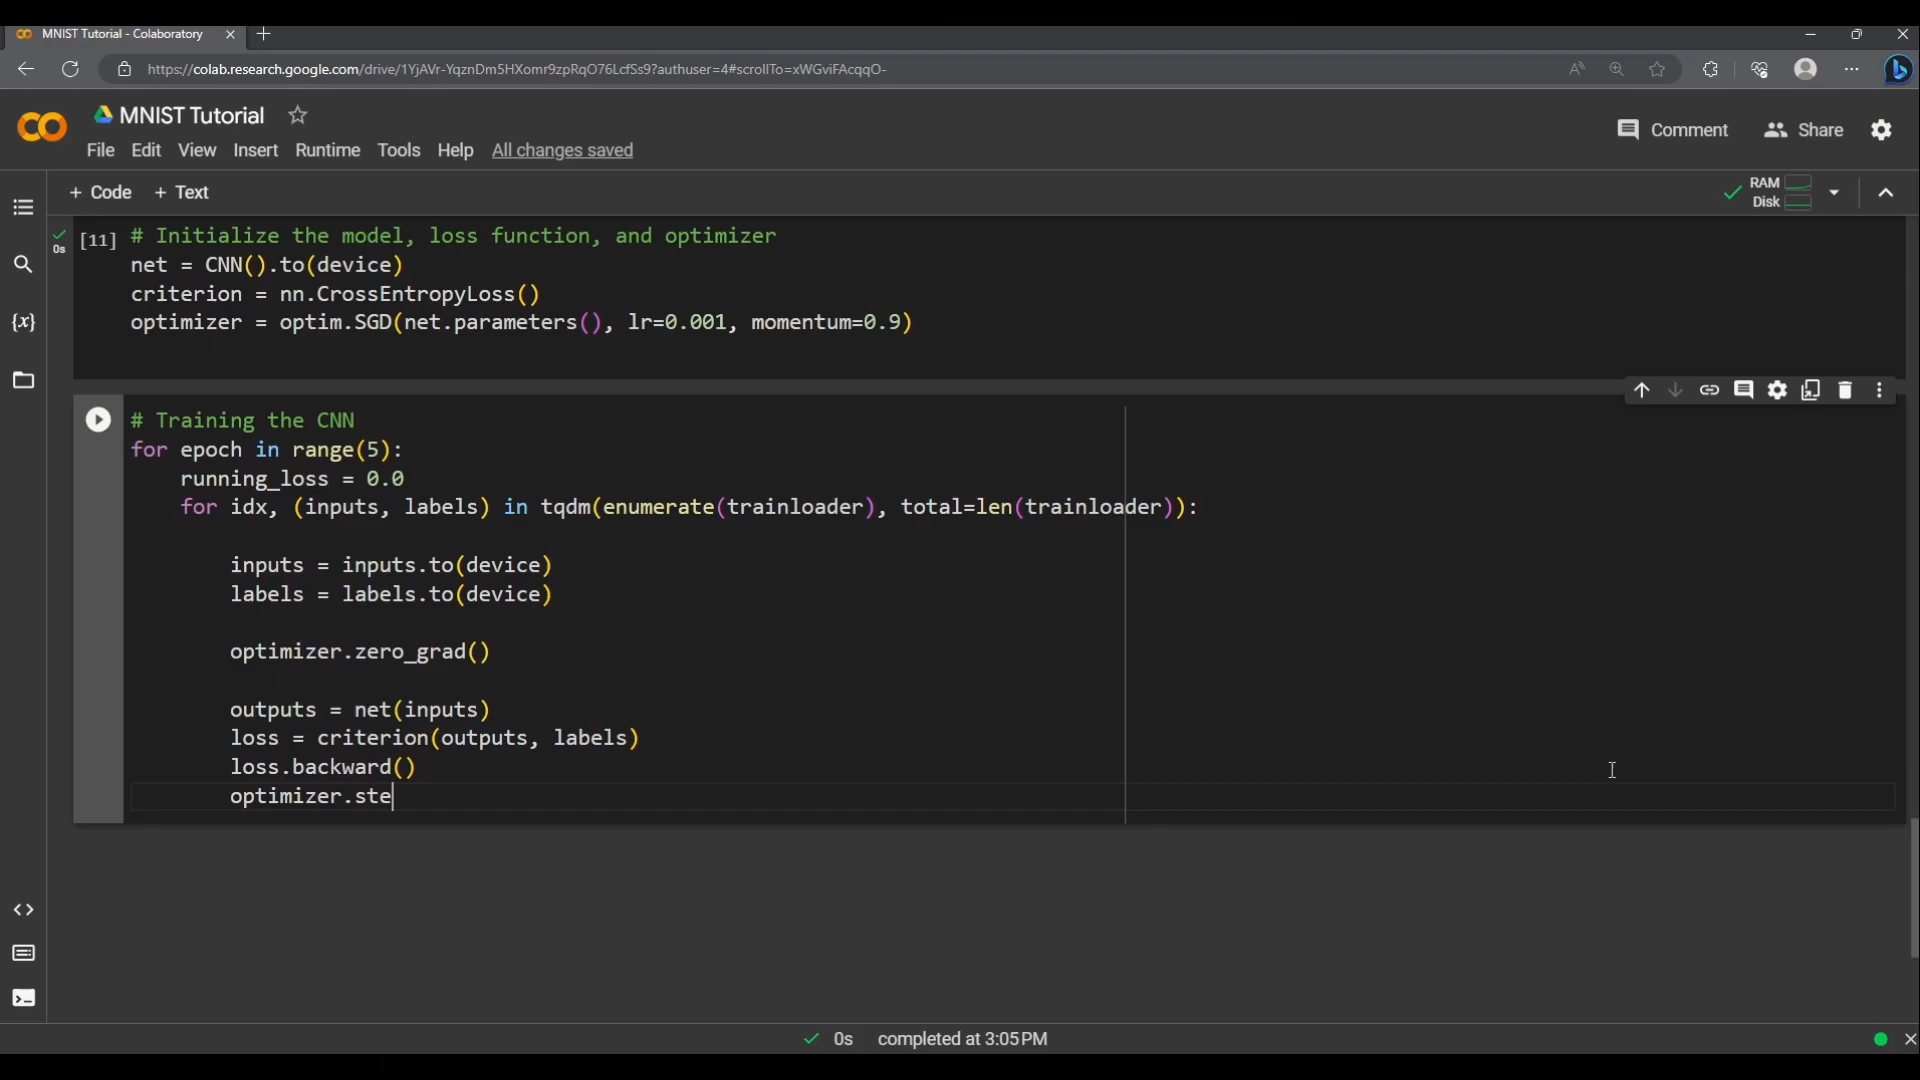 MNIST Tutorial - Colaboratory
https://colab.research.google.com/drive/1YjAVr-YqznDm5HXomr9zpRqO76LcfSs9?authuser=4#scrollTo=xWGviFAcqqO-
MNIST Tutorial
Comment Share
File Edit View Insert Runtime Tools Help All changes saved
+ Code + Text
RAM
Disk
[11] # Initialize the model, loss function, and optimizer
0s
net = CNN().to(device)
criterion = nn.CrossEntropyLoss()
optimizer = optim.SGD(net.parameters(), lr=0.001, momentum=0.9)
{x}
# Training the CNN
for epoch in range(5):
    running_loss = 0.0
    for idx, (inputs, labels) in tqdm(enumerate(trainloader), total=len(trainloader)):
        inputs = inputs.to(device)
        labels = labels.to(device)
        optimizer.zero_grad()
        outputs = net(inputs)
        loss = criterion(outputs, labels)
        loss.backward()
        optimizer.ste
0s completed at 3:05 PM